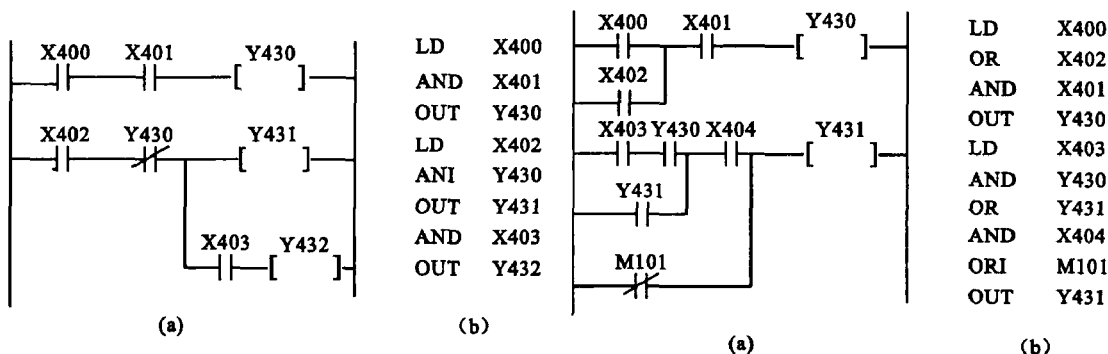 X400 X401 Y430
X402 Y430 Y431
X403 Y432
(a)
LD X400
AND X401
OUT Y430
LD X402
ANI Y430
OUT Y431
AND X403
OUT Y432
(b)
X400 X401 Y430
X402
X403 Y430 X404 Y431
Y431
M101
(a)
LD X400
OR X402
AND X401
OUT Y430
LD X403
AND Y430
OR Y431
AND X404
ORI M101
OUT Y431
(b)